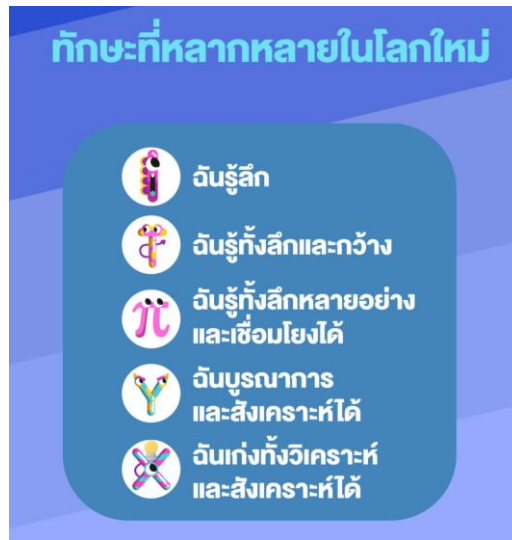 ทักษะที่หลากหลายในโลกใหม่
ฉันรู้ลึก
ฉันรู้ทั้งลึกและกว้าง
ฉันรู้ทั้งลึกหลายอย่าง
และเชื่อมโยงได้
ฉันบูรณาการ
และสังเคราะห์ได้
ฉันเก่งทั้งวิเคราะห์
และสังเคราะห์ได้